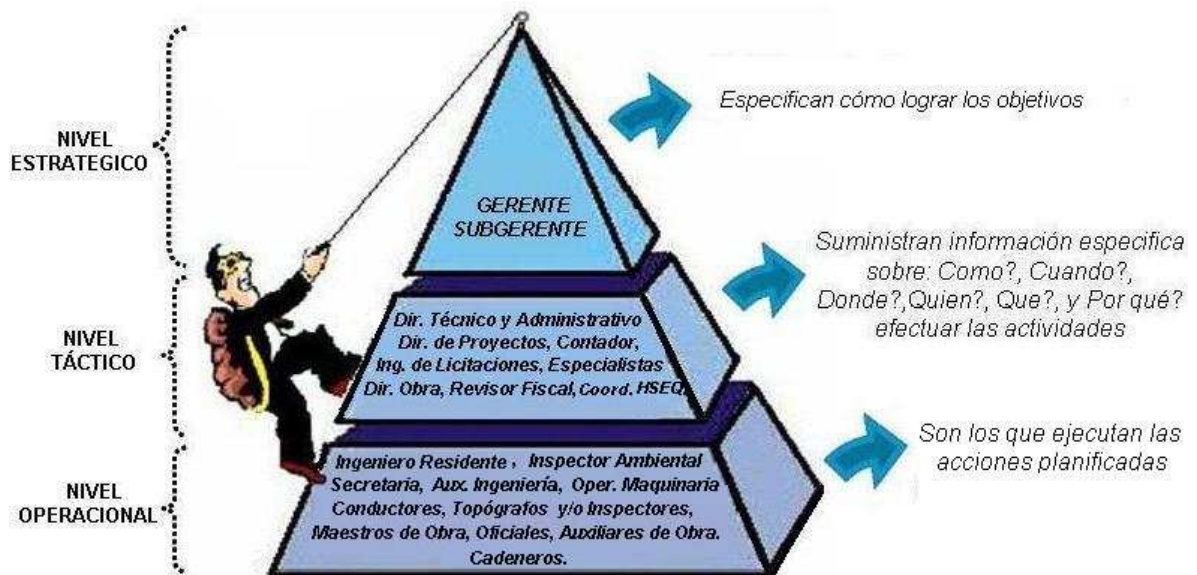 NIVEL
ESTRATEGICO
GERENTE
SUBGERENTE
Especifican cómo lograr los objetivos
NIVEL
TÁCTICO
Dir. Técnico y Administrativo
Dir. de Proyectos, Contador,
Ing. de Licitaciones, Especialistas
Dir. Obra, Revisor Fiscal, Coord. HSEQ,
Suministran información especifica
sobre: Como?, Cuando?,
Donde?,Quien?, Que?, y Por qué?
efectuar las actividades
NIVEL
OPERACIONAL
Ingeniero Residente , Inspector Ambiental
Secretaria, Aux. Ingeniería, Oper. Maquinaria
Conductores, Topógrafos y/o Inspectores,
Maestros de Obra, Oficiales, Auxiliares de Obra.
Cadeneros.
Son los que ejecutan las
acciones planificadas